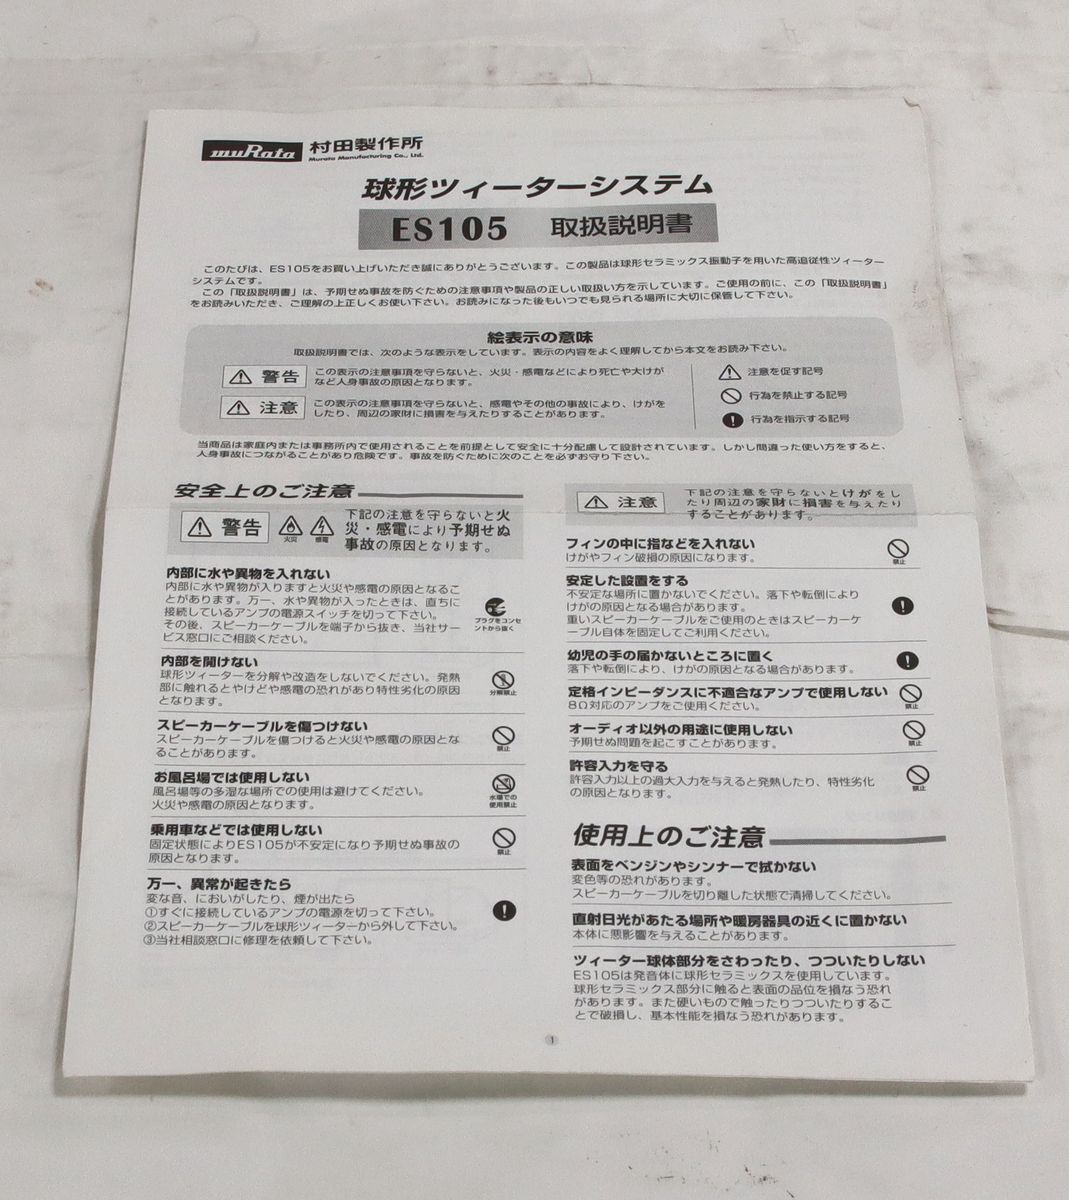 muRata 村田製作所
Murata Manufacturing Co., Ltd.
球形ツィーターシステム
ES105 取扱説明書
このたびは、ES105をお買い上げいただき誠にありがとうございます。この製品は球形セラミックス振動子を用いた高追従性ツィーター
システムです。
この「取扱説明書」は、予期せぬ事故を防ぐための注意事項や製品の正しい取扱い方を示しています。ご使用の前に、この「取扱説明書」
をお読みいただき、ご理解の上正しくお使い下さい。お読みになった後もいつでも見られる場所に大切に保管して下さい。
絵表示の意味
取扱説明書では、次のような表示をしています。表示の内容をよく理解してから本文をお読み下さい。
警告
この表示の注意事項を守らないと、火災・感電などにより死亡や大けが
など人身事故の原因となります。
注意
この表示の注意事項を守らないと、感電やその他の事故により、けがを
したり、周辺の家財に損害を与えたりすることがあります。
注意を促す記号
行為を禁止する記号
行為を指示する記号
当商品は家庭内または事務所内で使用されることを前提として安全に十分配慮して設計されています。しかし間違った使い方をすると、
人身事故につながることがあり危険です。事故を防ぐために次のことを必ずお守り下さい。
安全上のご注意
警告
火災
感電
下記の注意を守らないと火
災・感電により予期せぬ
事故の原因となります。
内部に水や異物を入れない
内部に水や異物が入りますと火災や感電の原因となるこ
とがあります。万一、水や異物が入ったときは、直ちに
接続しているアンプの電源スイッチを切って下さい。
その後、スピーカーケーブルを端子から抜き、当社サー
ビス窓口にご相談ください。
プラグをコンセ
ントから抜く
内部を開けない
球形ツィーターを分解や改造をしないでください。発熱
部に触れるとやけどや感電の恐れがあり特性劣化の原因
となります。
分解禁止
スピーカーケーブルを傷つけない
スピーカーケーブルを傷つけると火災や感電の原因とな
ることがあります。
禁止
お風呂場では使用しない
風呂場等の多湿な場所での使用は避けてください。
火災や感電の原因となります。
水場での
使用禁止
乗用車などでは使用しない
固定状態によりES105が不安定になり予期せぬ事故の
原因となります。
禁止
万一、異常が起きたら
変な音、においがしたり、煙が出たら
①すぐに接続しているアンプの電源を切って下さい。
②スピーカーケーブルを球形ツィーターから外して下さい。
③当社相談窓口に修理を依頼して下さい。
注意
下記の注意を守らないとけがをし
たり周辺の家財に損害を与えたり
することがあります。
フィンの中に指などを入れない
けがやフィン破損の原因になります。
禁止
安定した設置をする
不安定な場所に置かないでください。落下や転倒により
けがの原因となる場合があります。
重いスピーカーケーブルをご使用のときはスピーカーケ
ーブル自体を固定してご利用ください。
幼児の手の届かないところに置く
落下や転倒により、けがの原因となる場合があります。
定格インピーダンスに不適合なアンプで使用しない
8Ω対応のアンプをご使用ください。
禁止
オーディオ以外の用途に使用しない
予期せぬ問題を起こすことがあります。
禁止
許容入力を守る
許容入力以上の過大入力を与えると発熱したり、特性劣化
の原因となります。
禁止
使用上のご注意
表面をベンジンやシンナーで拭かない
変色等の恐れがあります。
スピーカーケーブルを切り離した状態で清掃してください。
直射日光があたる場所や暖房器具の近くに置かない
本体に悪影響を与えることがあります。
ツィーター球体部分をさわったり、つついたりしない
ES105は発音体に球形セラミックスを使用しています。
球形セラミックス部分に触ると表面の品位を損なう恐れ
があります。また硬いもので触ったりつついたりするこ
とで破損し、基本性能を損なう恐れがあります。
1